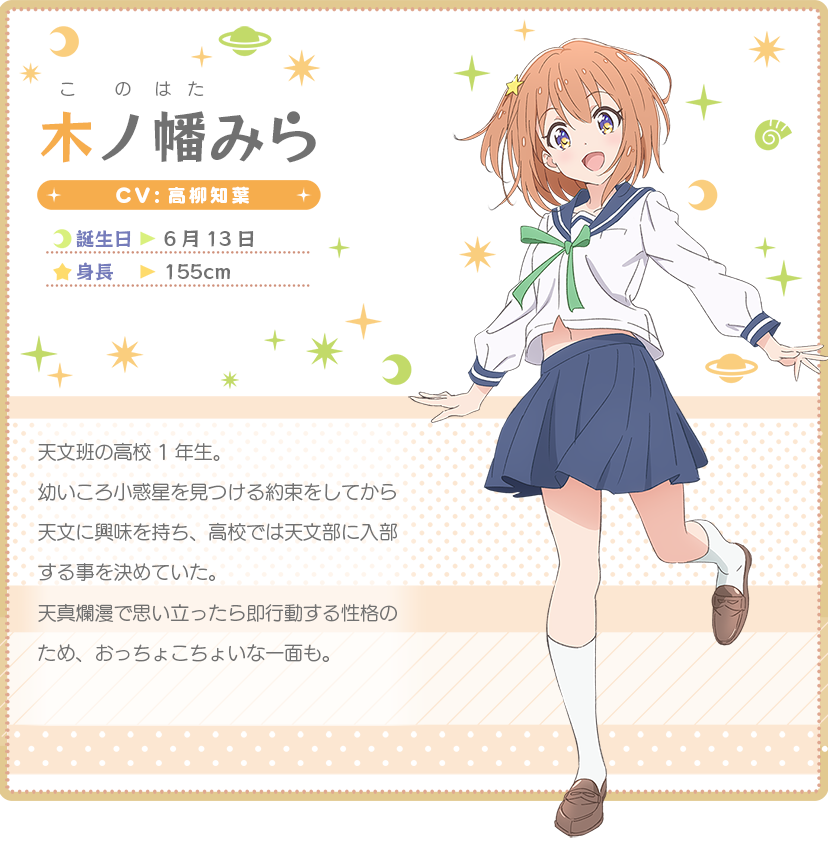 こ の はた
木ノ幡みら
CV: 高柳知葉
誕生日 ▶ 6月13日
身長 ▶ 155cm
天文班の高校1年生。
幼いころ小惑星を見つける約束をしてから
天文に興味を持ち、高校では天文部に入部
する事を決めていた。
天真爛漫で思い立ったら即行動する性格の
ため、おっちょこちょいな一面も。